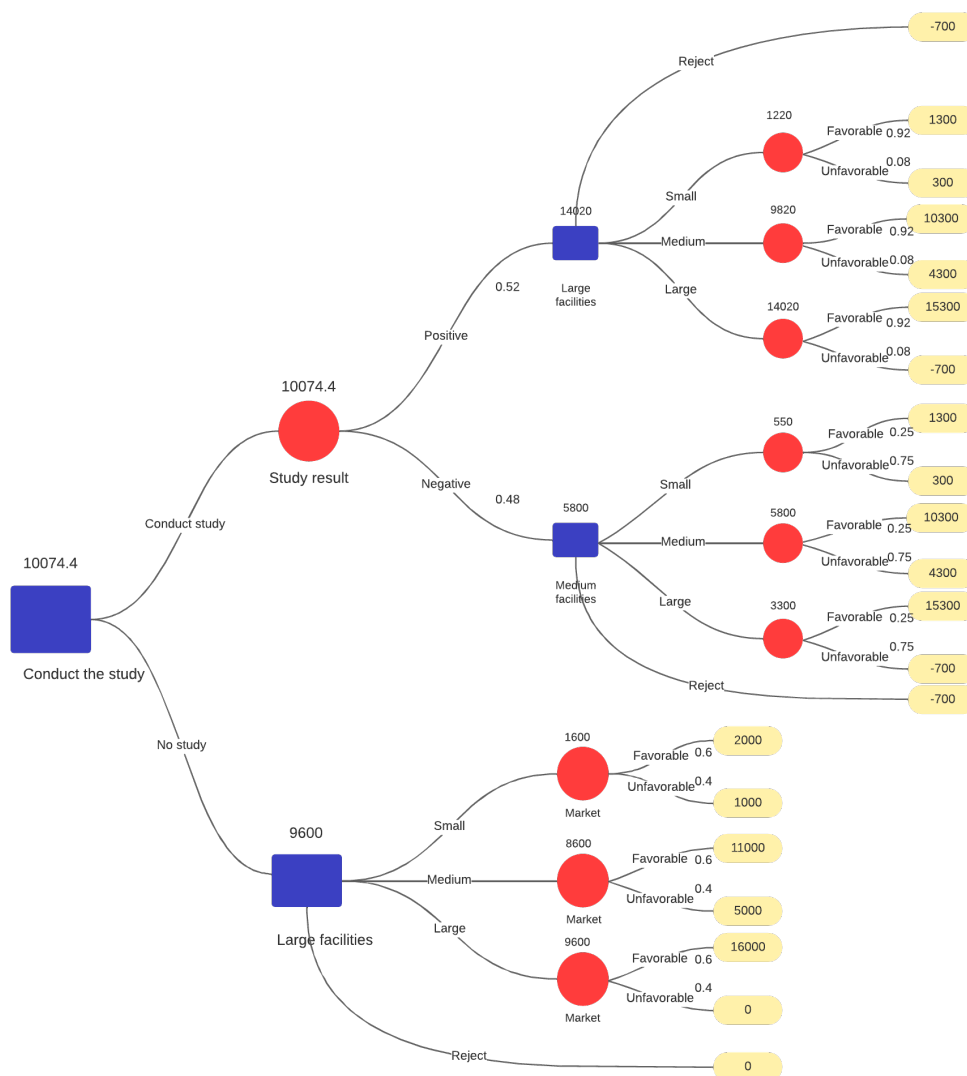 -700
Reject
1220
1300
Favorable
0.92
0.08
Unfavorable
300
Small
14020
9820
10300
Favorable
0.92
Medium
0.08
Unfavorable
4300
0.52
Large
facilities
Large
14020
15300
Favorable
0.92
Positive
0.08
Unfavorable
-700
10074.4
Study result
550
1300
Favorable
0.25
0.75
Unfavorable
300
Negative
0.48
Small
5800
5800
10300
Favorable
0.25
Medium
0.75
Unfavorable
4300
Conduct study
10074.4
Medium
facilities
Large
3300
15300
Favorable
0.25
0.75
Unfavorable
-700
Conduct the study
Reject
-700
No study
1600
2000
Favorable
0.6
0.4
Unfavorable
1000
Market
Small
9600
8600
11000
Favorable
0.6
Medium
0.4
Unfavorable
5000
Market
Large facilities
Large
9600
16000
Favorable
0.6
0.4
Unfavorable
0
Market
Reject
0